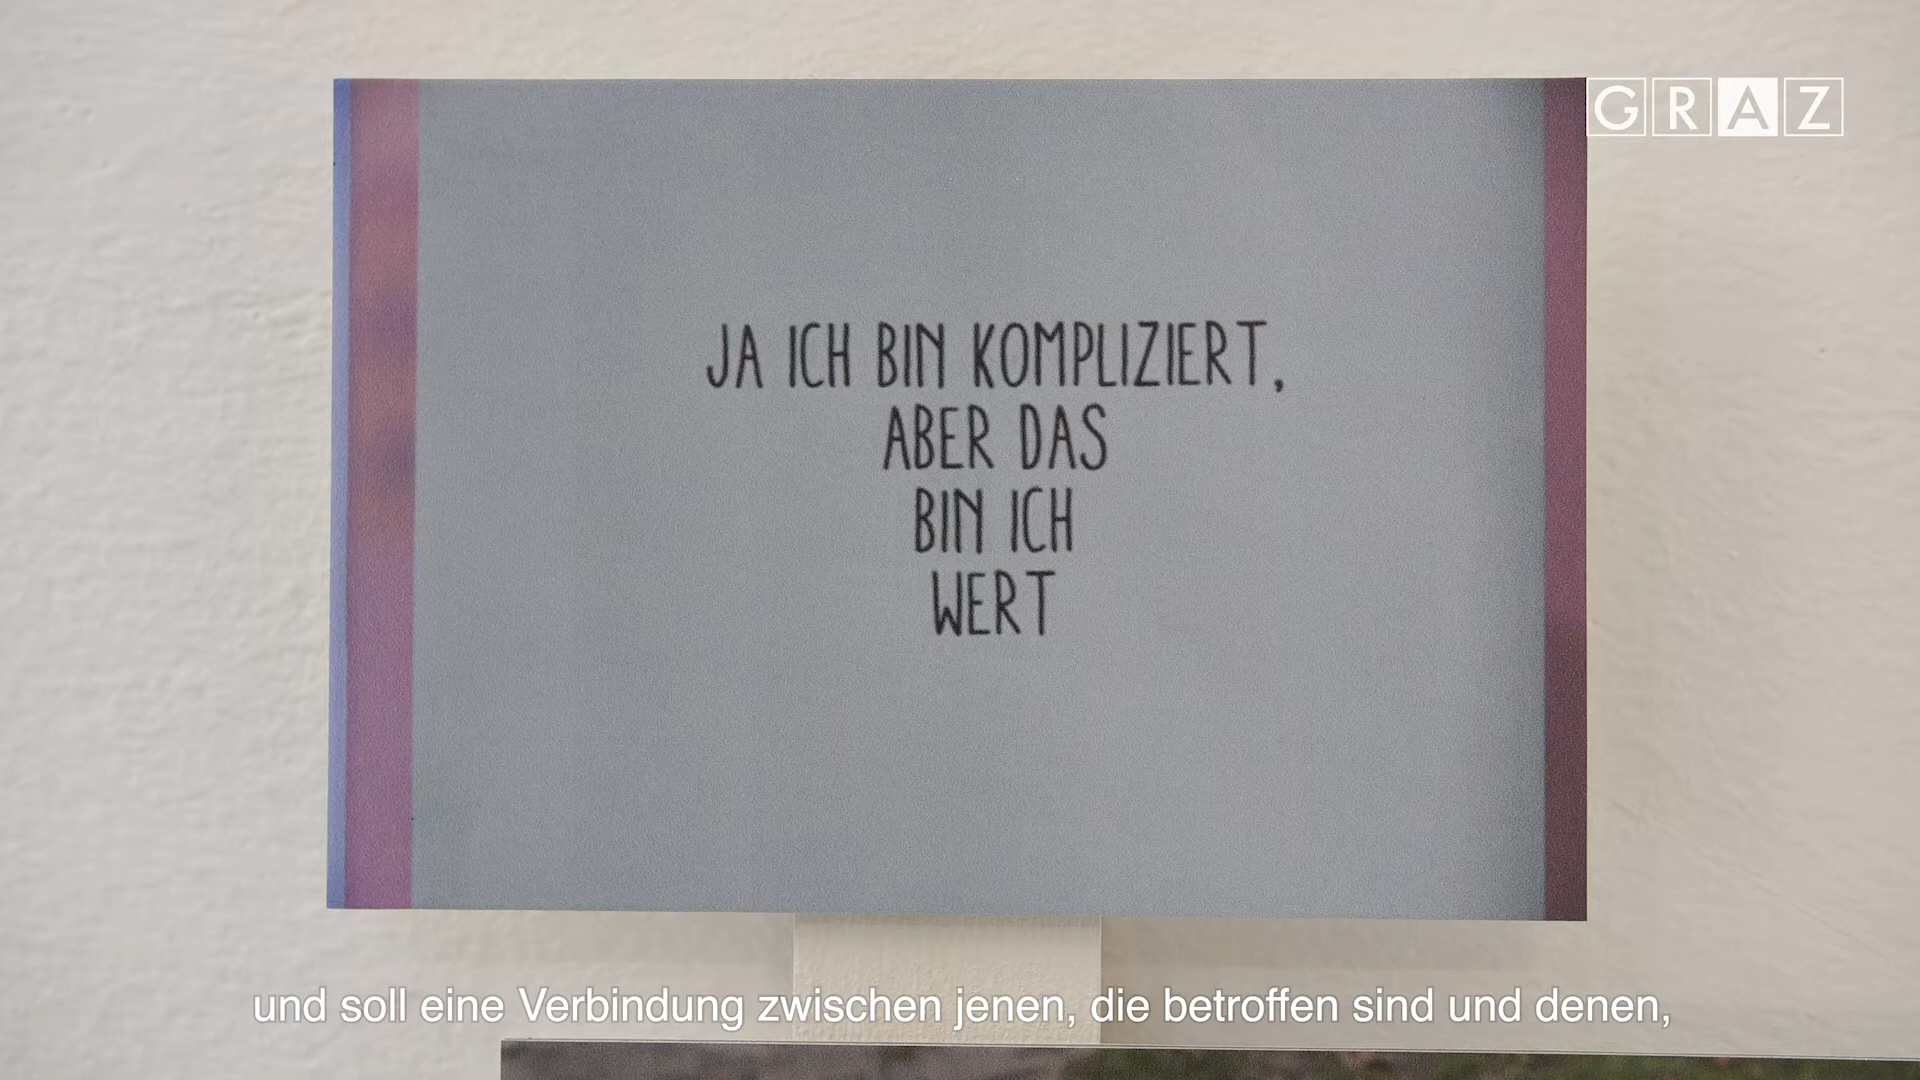 GRAZ
JA ICH BIN KOMPLIZIERT,
ABER DAS
BIN ICH
WERT
und soll eine Verbindung zwischen jenen, die betroffen sind und denen,